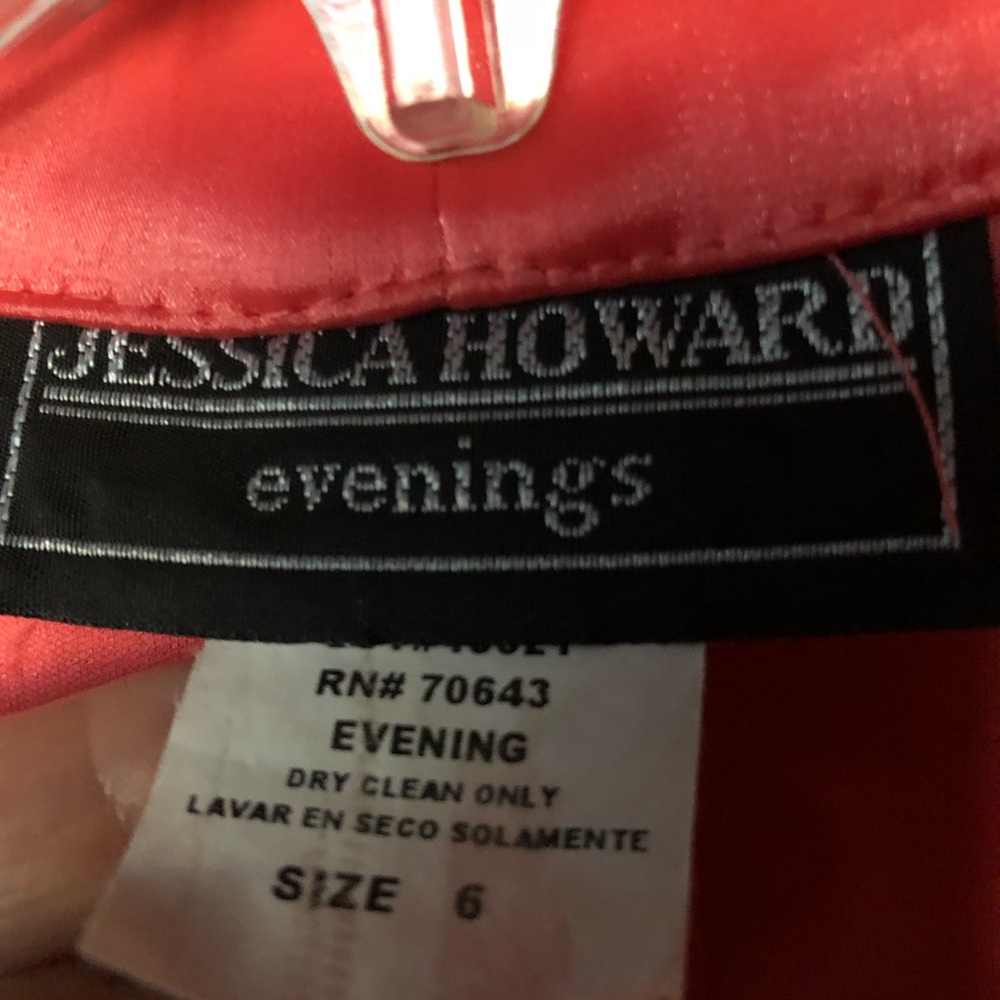 JESSICA HOWARD
evenings
RN# 70643
EVENING
DRY CLEAN ONLY
LAVAR EN SECO SOLAMENTE
SIZE 6